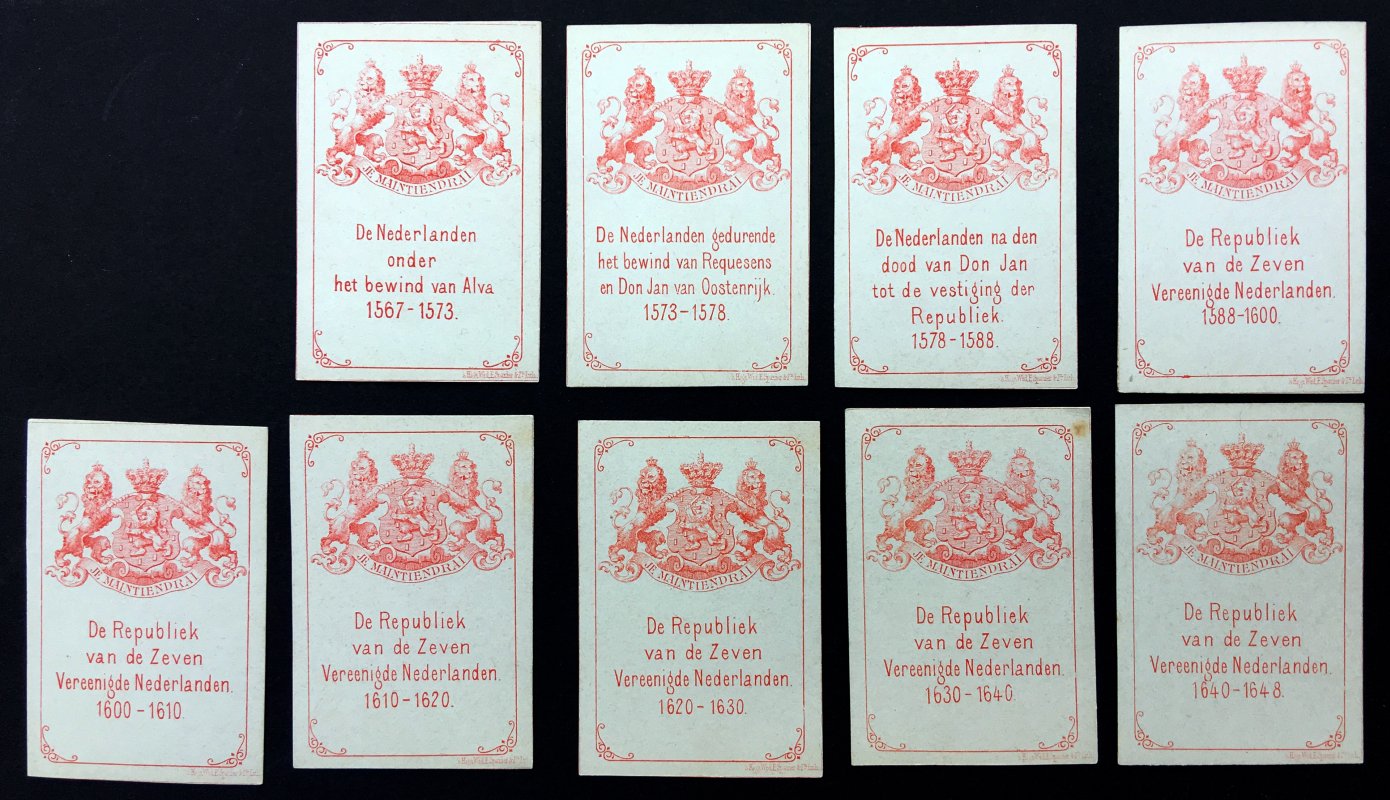 JE MAINTIENDRAI
De Nederlanden
onder
het bewind van Alva
1567-1573.
JE MAINTIENDRAI
De Nederlanden gedurende
het bewind van Requesens
en Don Jan van Oostenrijk.
1573-1578.
JE MAINTIENDRAI
De Nederlanden na den
dood van Don Jan
tot de vestiging der
Republiek.
1578-1588.
JE MAINTIENDRAI
De Republiek
van de Zeven
Vereenigde Nederlanden.
1588-1600.
JE MAINTIENDRAI
De Republiek
van de Zeven
Vereenigde Nederlanden.
1600-1610.
JE MAINTIENDRAI
De Republiek
van de Zeven
Vereenigde Nederlanden.
1610-1620.
JE MAINTIENDRAI
De Republiek
van de Zeven
Vereenigde Nederlanden.
1620-1630.
JE MAINTIENDRAI
De Republiek
van de Zeven
Vereenigde Nederlanden.
1630-1640.
JE MAINTIENDRAI
De Republiek
van de Zeven
Vereenigde Nederlanden.
1640-1648.